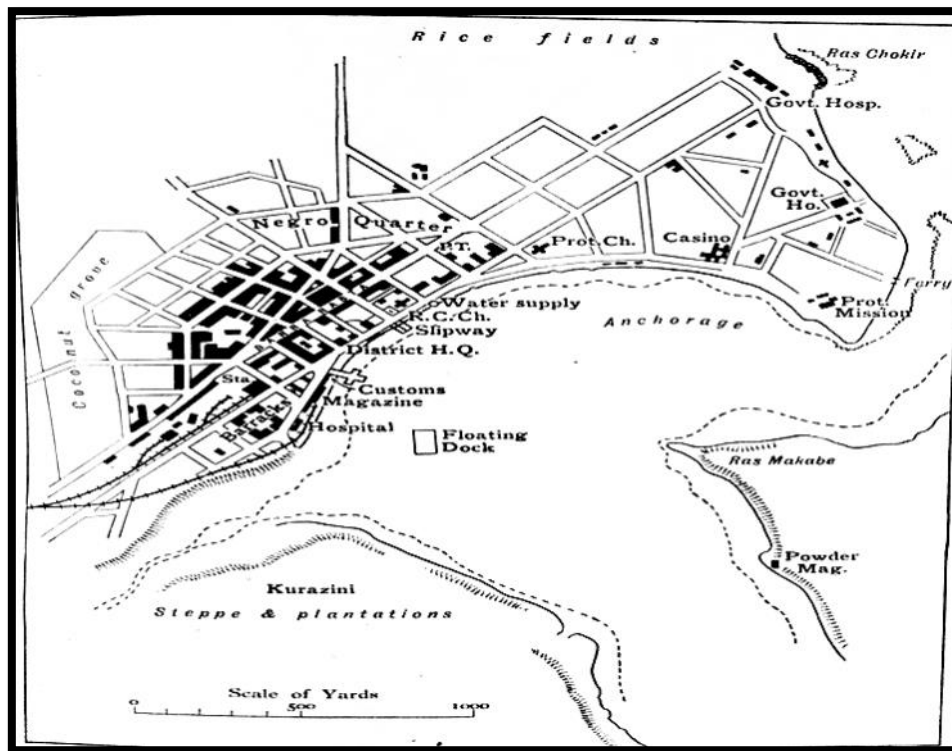 Rice fields
Ras Chokir
Govt. Hosp.
Negro Quarter
Govt.
Ho.
P.T.
Prot. Ch.
Casino
Coconut grove
Water supply
R.C. Ch.
Slipway
Anchorage
Ferry
Prot.
Mission
District H.Q.
Sta.
Customs
Magazine
Barracks
Hospital
Floating
Dock
Ras Makabe
Powder
Mag.
Kurazini
Steppe & plantations
Scale of Yards
0 500 1000